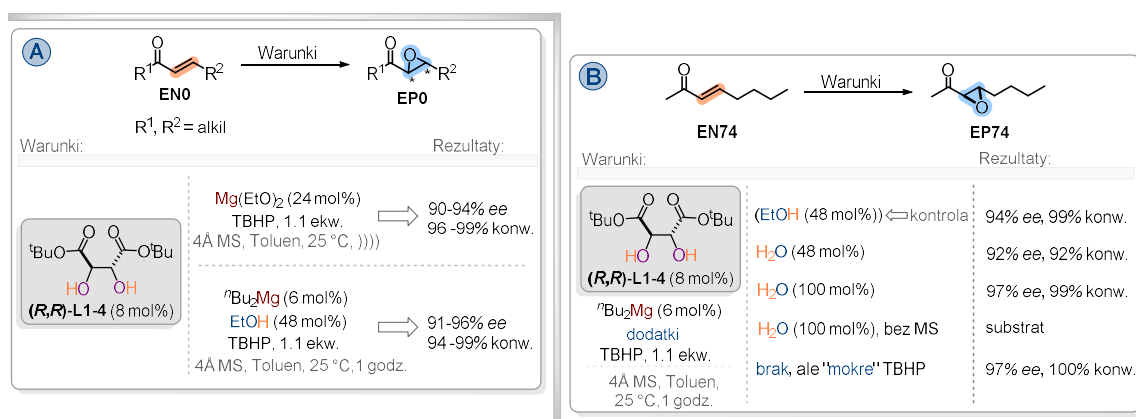 A
O
R¹
R²
EN0
Warunki
O
O
R¹
R²
*
*
EP0
R¹, R² = alkil
Warunki:
Rezultaty:
O
O
ᵗBuO
OᵗBu
HO
OH
(R,R)-L1-4 (8 mol%)
Mg(EtO)₂ (24 mol%)
TBHP, 1.1 ekw.
4Å MS, Toluen, 25 °C, ))))
90-94% ee
96 -99% konw.
ⁿBu₂Mg (6 mol%)
EtOH (48 mol%)
TBHP, 1.1 ekw.
4Å MS, Toluen, 25 °C,1 godz.
91-96% ee
94-99% konw.
B
O
EN74
Warunki
O
O
EP74
Warunki:
Rezultaty:
O
O
ᵗBuO
OᵗBu
HO
OH
(R,R)-L1-4 (8 mol%)
ⁿBu₂Mg (6 mol%)
dodatki
TBHP, 1.1 ekw.
4Å MS, Toluen,
25 °C,1 godz.
(EtOH (48 mol%)) kontrola
94% ee, 99% konw.
H₂O (48 mol%)
92% ee, 92% konw.
H₂O (100 mol%)
97% ee, 99% konw.
H₂O (100 mol%), bez MS
substrat
brak, ale "mokre" TBHP
97% ee, 100% konw.